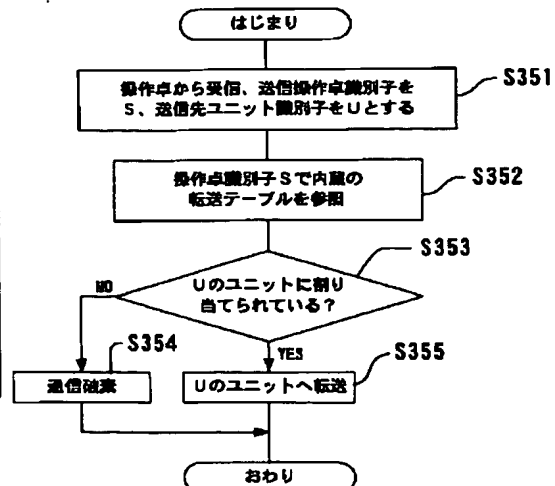 はじまり
操作卓から受信、送信操作卓識別子を
S、送信先ユニット識別子をUとする
S351
操作卓識別子Sで内蔵の
転送テーブルを参照
S352
S353
Uのユニットに割り
当てられている?
NO
YES
S354
通信破棄
S355
Uのユニットへ転送
おわり